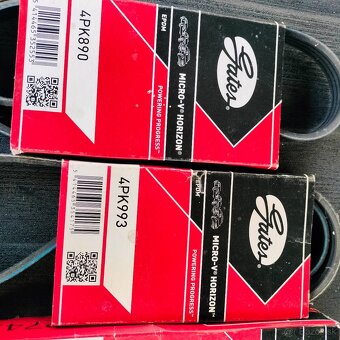 4PK890
EPDM
MICRO-V® HORIZON®
POWERING PROGRESS™
Gates
4PK993
EPDM
MICRO-V® HORIZON®
POWERING PROGRESS™
Gates